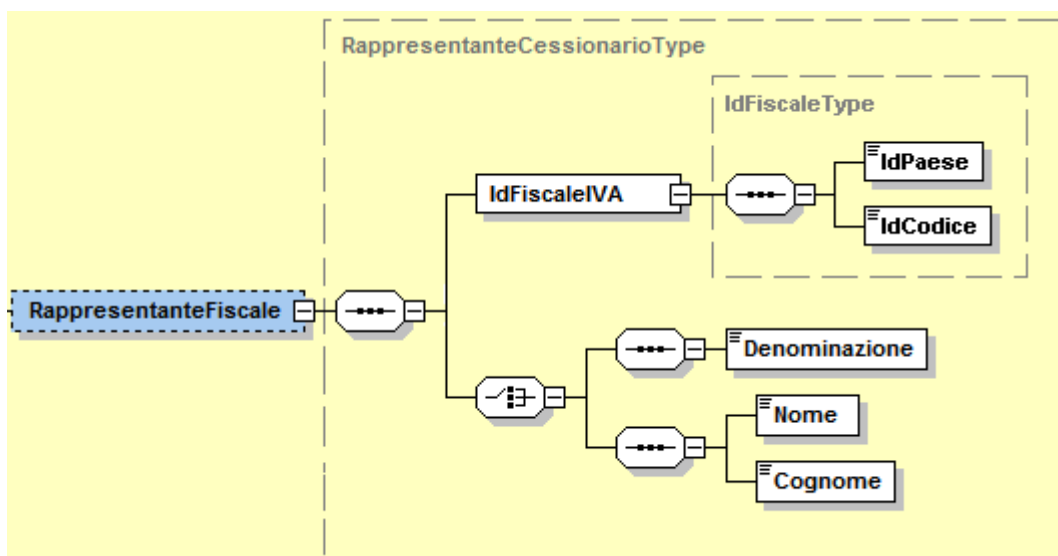 RappresentanteCessionarioType
IdFiscaleType
IdPaese
IdFiscaleIVA
IdCodice
RappresentanteFiscale
Denominazione
Nome
Cognome